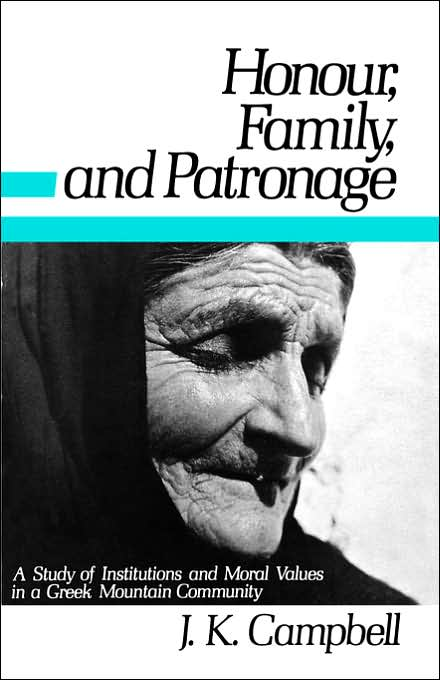 Honour,
Family,
and Patronage
A Study of Institutions and Moral Values
in a Greek Mountain Community
J. K. Campbell